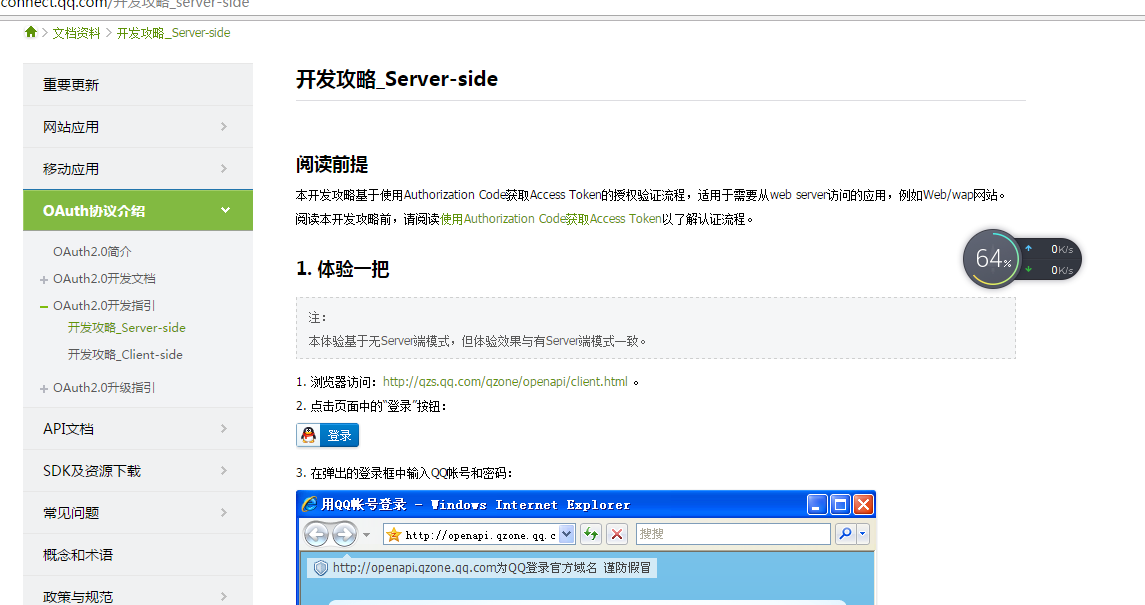 connect.qq.com/开发攻略_server-side
文档资料 > 开发攻略_Server-side
重要更新
网站应用
移动应用
OAuth协议介绍
OAuth2.0简介
OAuth2.0开发文档
OAuth2.0开发指引
开发攻略_Server-side
开发攻略_Client-side
OAuth2.0升级指引
API文档
SDK及资源下载
常见问题
概念和术语
政策与规范
开发攻略_Server-side
阅读前提
本开发攻略基于使用Authorization Code获取Access Token的授权验证流程，适用于需要从web server访问的应用，例如Web/wap网站。
阅读本开发攻略前，请阅读使用Authorization Code获取Access Token以了解认证流程。
1. 体验一把
注：
本体验基于无Server端模式，但体验效果与有Server端模式一致。
1. 浏览器访问：http://qzs.qq.com/qzone/openapi/client.html 。
2. 点击页面中的“登录”按钮：
登录
3. 在弹出的登录框中输入QQ帐号和密码：
用QQ帐号登录 - Windows Internet Explorer
http://openapi.qzone.qq.c
搜搜
http://openapi.qzone.qq.com为QQ登录官方域名 谨防假冒
64%
0K/s
0K/s